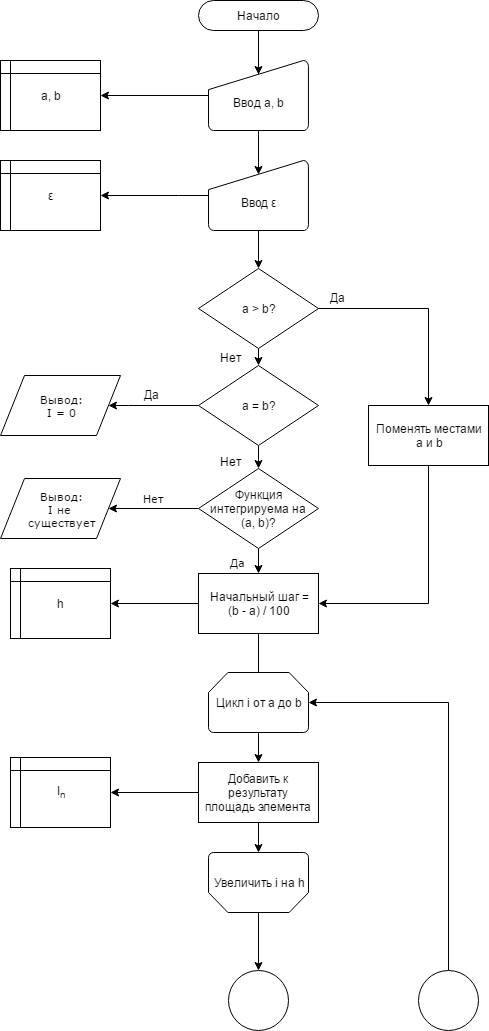 Начало
a, b
Ввод a, b
ε
Ввод ε
a > b?
Да
Нет
Вывод:
I = 0
Да
a = b?
Поменять местами
a и b
Нет
Вывод:
I не
существует
Нет
Функция
интегрируема на
(a, b)?
Да
h
Начальный шаг =
(b - a) / 100
Цикл i от a до b
Iₙ
Добавить к
результату
площадь элемента
Увеличить i на h